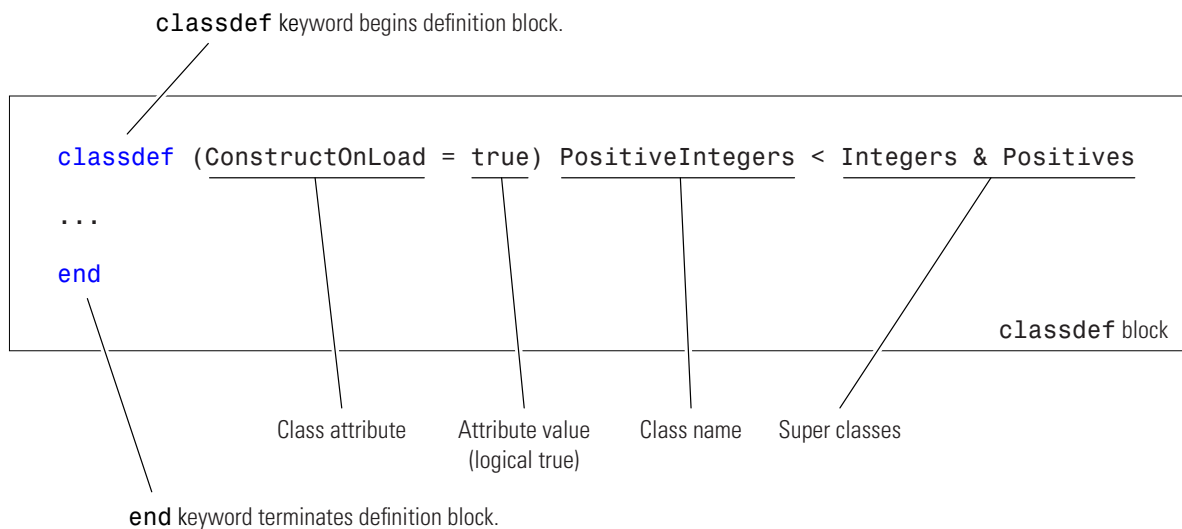 classdef keyword begins definition block.
classdef (ConstructOnLoad = true) PositiveIntegers < Integers & Positives
...
end
classdef block
Class attribute
Attribute value
(logical true)
Class name
Super classes
end keyword terminates definition block.